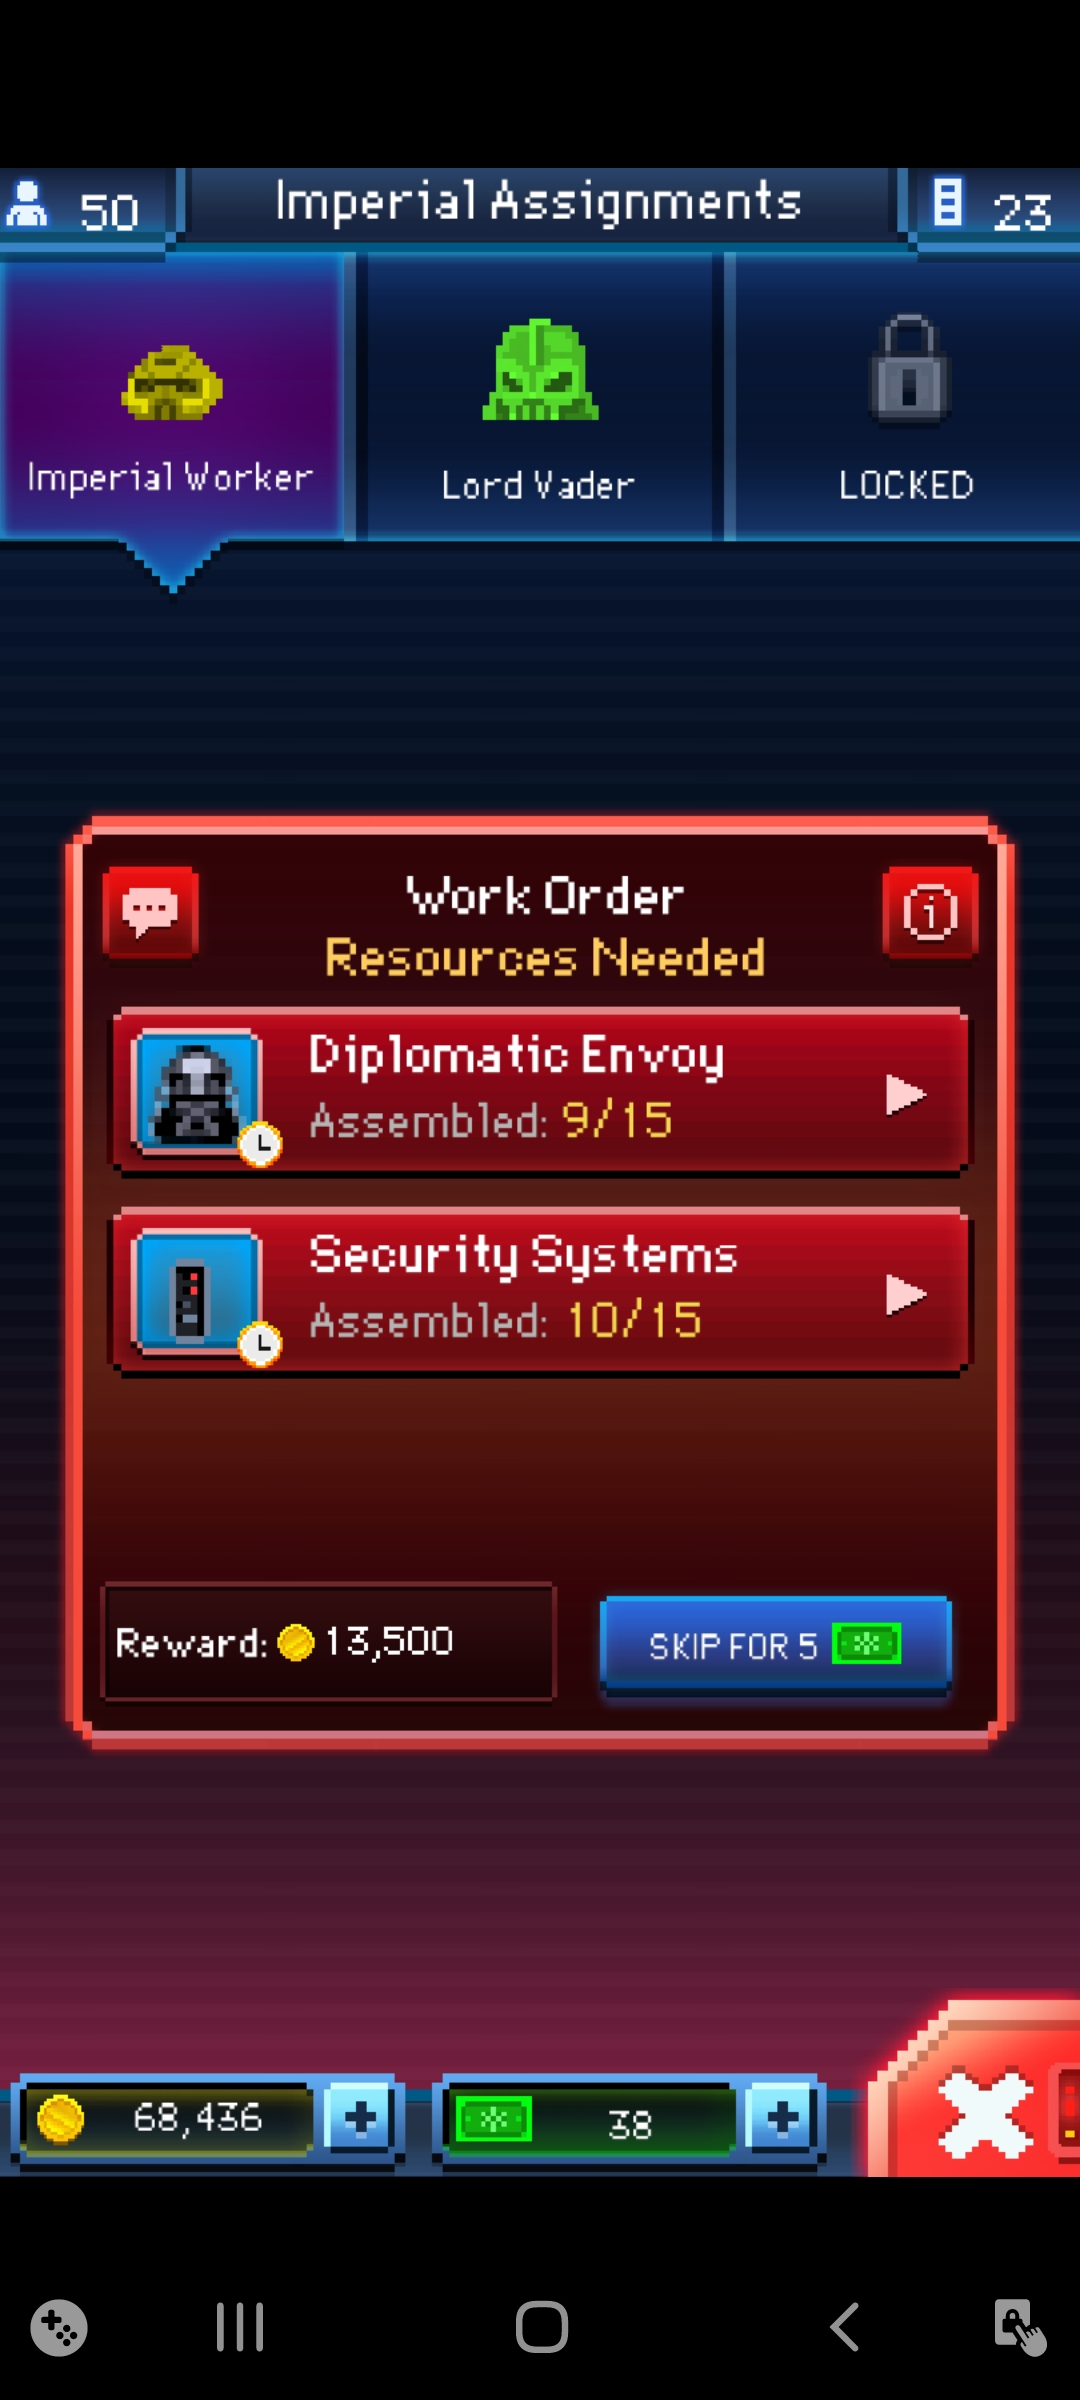 50
Imperial Assignments
23
Imperial Worker
Lord Vader
LOCKED
Work Order
Resources Needed
Diplomatic Envoy
Assembled: 9/15
Security Systems
Assembled: 10/15
Reward: 13,500
SKIP FOR 5
68,436
38